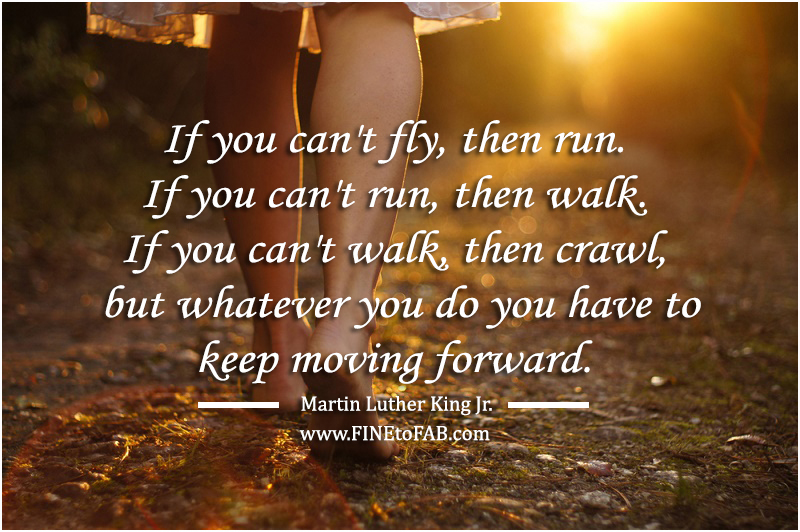 If you can't fly, then run.
If you can't run, then walk.
If you can't walk, then crawl,
but whatever you do you have to
keep moving forward.
Martin Luther King Jr.
www.FINEtoFAB.com